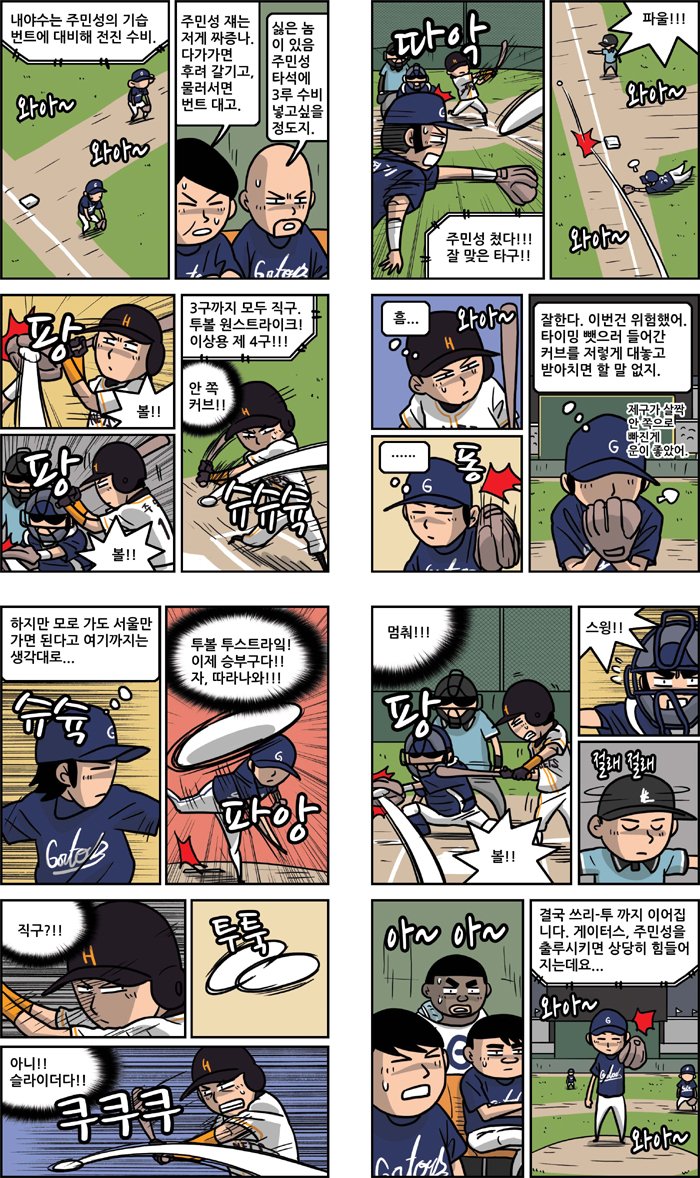 내야수는 주민성의 기습
번트에 대비해 전진 수비.
와아~
와아~
주민성 쟤는
저게 짜증나.
다가가면
후려 갈기고,
물러서면
번트 대고.
싫은 놈
이 있음
주민성
타석에
3루 수비
넣고싶을
정도지.
Gators
따악
주민성 쳤다!!!
잘 맞은 타구!!
파울!!!
와아~
팡
볼!!
팡
볼!!
3구까지 모두 직구.
투볼 원스트라이크!
이상용 제 4구!!!
안 쪽
커브!!
슈슈슉
흠...
와아~
......
퐁
잘한다. 이번건 위험했어.
타이밍 뺏으러 들어간
커브를 저렇게 대놓고
받아치면 할 말 없지.
제구가 살짝
안 쪽으로
빠진게
운이 좋았어.
하지만 모로 가도 서울만
가면 된다고 여기까지는
생각대로...
슈슉
Gators
투볼 투스트라잌!
이제 승부구다!!
자, 따라나와!!!
파앙
멈춰!!!
팡
볼!!
스윙!!
절래 절래
직구?!!
투툭
아니!!
슬라이더다!!
쿠쿠쿠
아~ 아~
Gators
결국 쓰리-투 까지 이어집
니다. 게이터스, 주민성을
출루시키면 상당히 힘들어
지는데요...
와아~
Gators
와아~